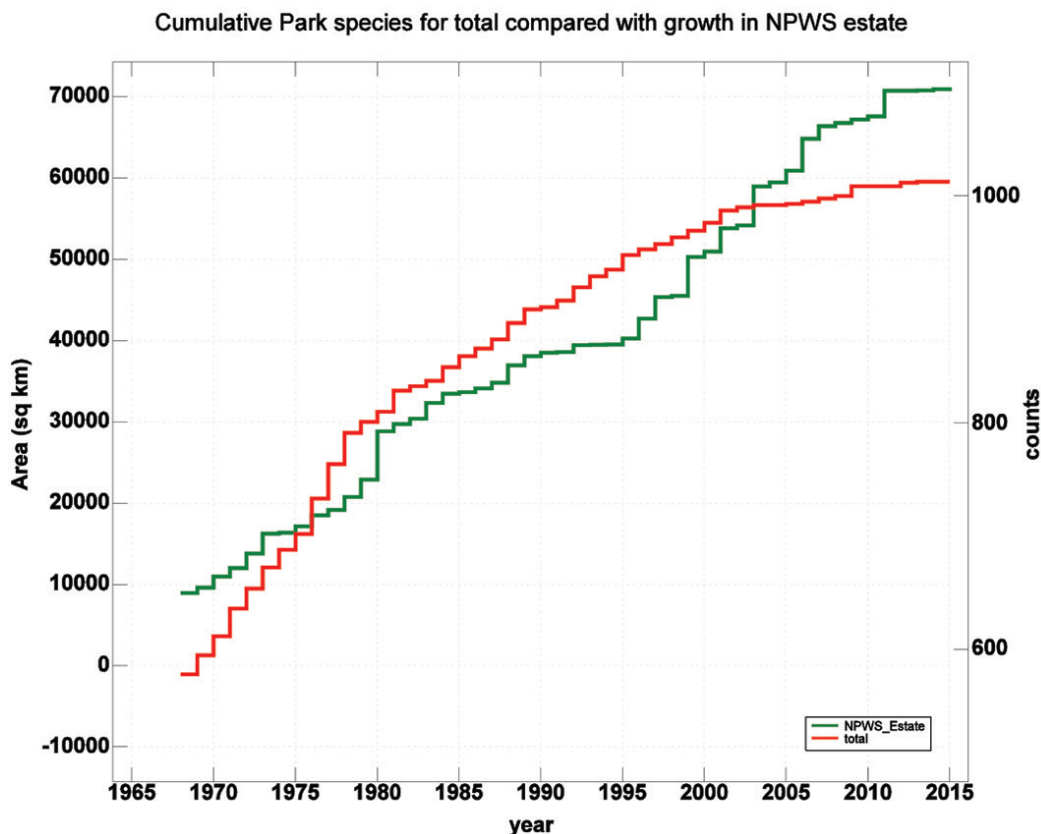 Cumulative Park species for total compared with growth in NPWS estate
70000
60000
50000
40000
30000
20000
10000
0
-10000
Area (sq km)
1000
800
600
counts
NPWS_Estate
total
1965 1970 1975 1980 1985 1990 1995 2000 2005 2010 2015
year